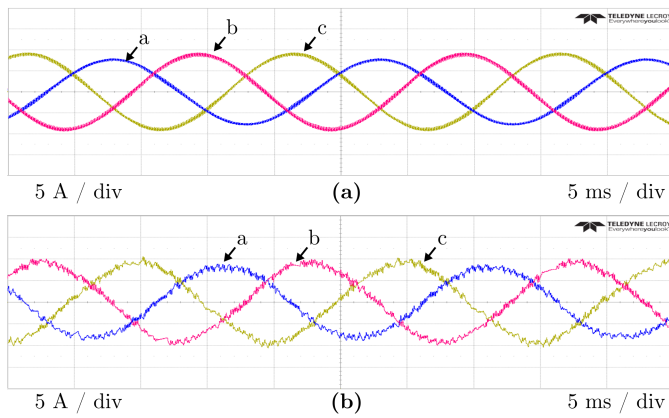 TELEDYNE LECROY
Everywhereyoulook
a
b
c
5 A / div
(a)
5 ms / div
TELEDYNE LECROY
Everywhereyoulook
a
b
c
5 A / div
(b)
5 ms / div